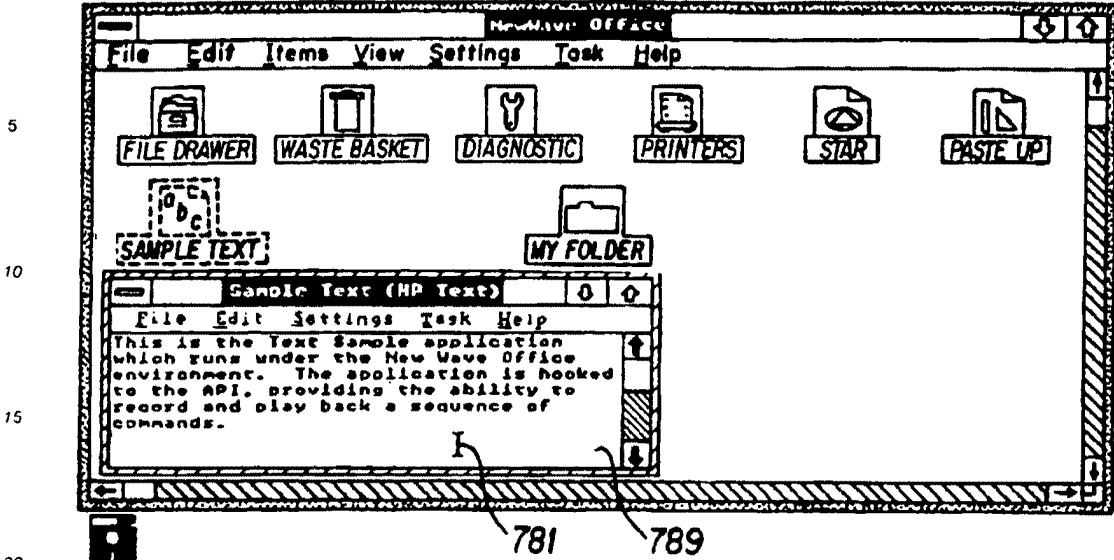 NewWave Office
File Edit Items View Settings Task Help
5
FILE DRAWER WASTE BASKET DIAGNOSTIC PRINTERS STAR PASTE UP
SAMPLE TEXT MY FOLDER
10
Sample Text (HP Text)
File Edit Settings Task Help
This is the Text Sample application
which runs under the New Wave Office
environment. The application is hooked
to the API, providing the ability to
15
record and play back a sequence of
commands.
781 789